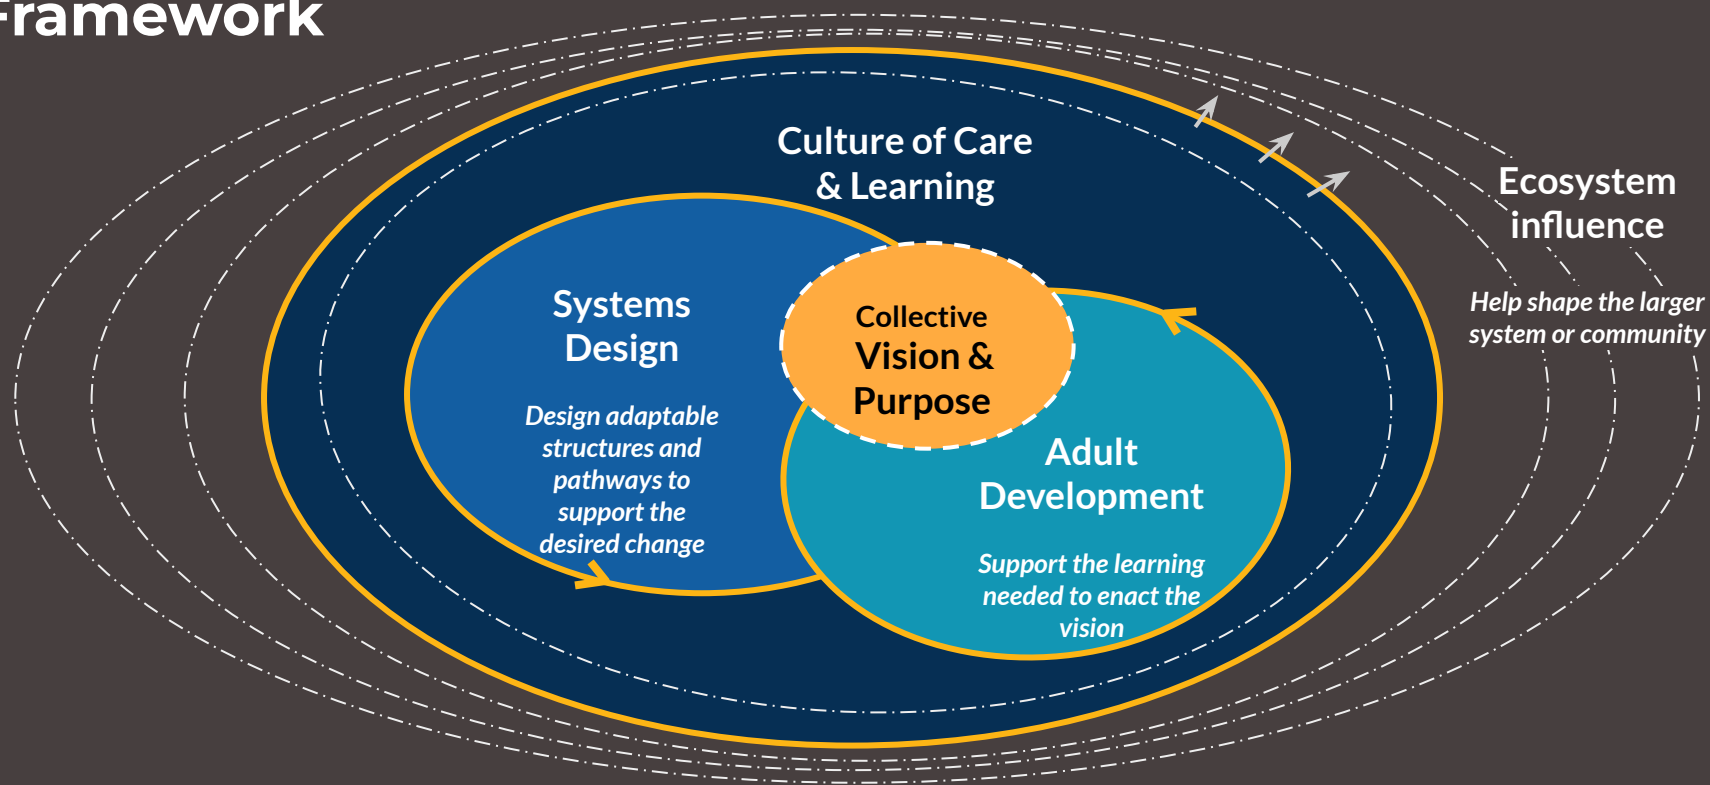 Framework
Culture of Care
& Learning
Ecosystem
influence
Help shape the larger
system or community
Systems
Design
Design adaptable
structures and
pathways to
support the
desired change
Collective
Vision &
Purpose
Adult
Development
Support the learning
needed to enact the
vision